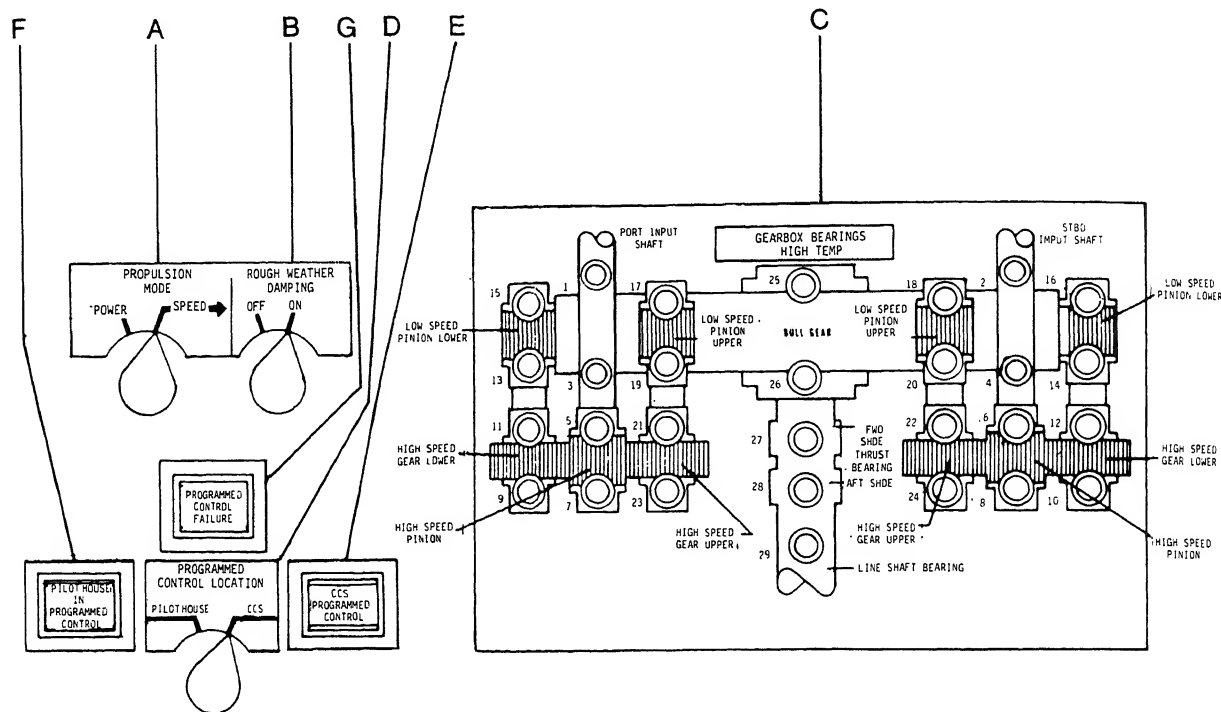 F A B G D E C
PROPULSION
MODE
POWER
SPEED
ROUGH WEATHER
DAMPING
OFF ON
PROGRAMMED
CONTROL
FAILURE
PILOT HOUSE
IN
PROGRAMMED
CONTROL
PROGRAMMED
CONTROL LOCATION
PILOTHOUSE CCS
CCS
PROGRAMMED
CONTROL
PORT INPUT
SHAFT
GEARBOX BEARINGS
HIGH TEMP
STBD
IMPUT SHAFT
15 1 17 25 18 2 16
LOW SPEED
PINION LOWER
LOW SPEED
PINION
UPPER
BULL GEAR
LOW SPEED
PINION
UPPER
LOW SPEED
PINION LOWER
13 3 19 26 20 4 14
11 5 21 22 6 12
27
FWD
SHOE
THRUST
BEARING
28
AFT SHOE
HIGH SPEED
GEAR LOWER
HIGH SPEED
GEAR LOWER
9 7 23 24 8 10
HIGH SPEED
PINION
HIGH SPEED
GEAR UPPER
HIGH SPEED
GEAR UPPER
HIGH SPEED
PINION
29
LINE SHAFT BEARING